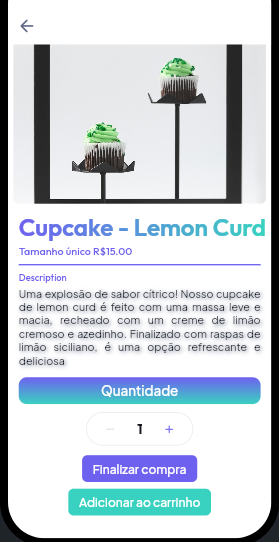 Cupcake - Lemon Curd
Tamanho único R$15.00
Description
Uma explosão de sabor cítrico! Nosso cupcake
de lemon curd é feito com uma massa leve e
macia, recheado com um creme de limão
cremoso e azedinho. Finalizado com raspas de
limão siciliano, é uma opção refrescante e
deliciosa
Quantidade
− 1 +
Finalizar compra
Adicionar ao carrinho